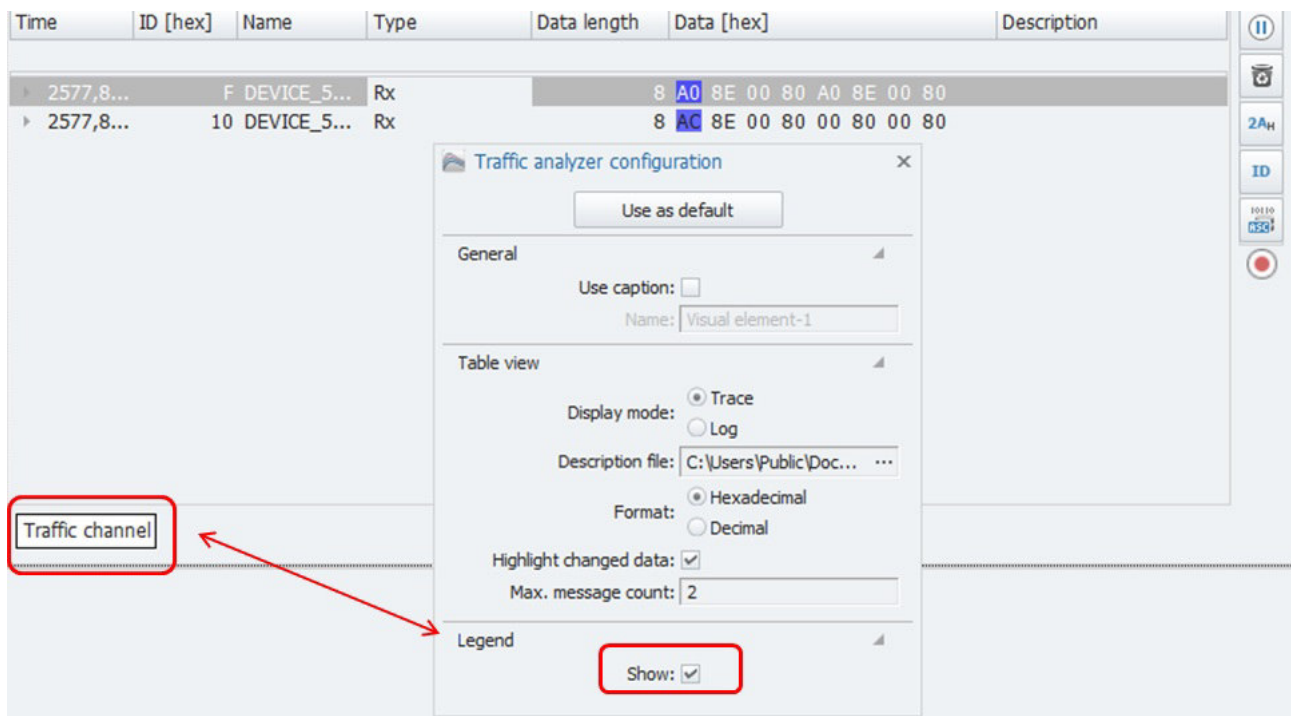 Time ID [hex] Name Type Data length Data [hex] Description
2577,8... F DEVICE_5... Rx 8 A0 8E 00 80 A0 8E 00 80
2577,8... 10 DEVICE_5... Rx 8 AC 8E 00 80 00 80 00 80
2AH
ID
10110
ASC
Traffic analyzer configuration
Use as default
General
Use caption:
Name: Visual element-1
Table view
Display mode: Trace
Log
Description file: C:\Users\Public\Doc... ...
Format: Hexadecimal
Decimal
Highlight changed data:
Max. message count: 2
Legend
Show:
Traffic channel